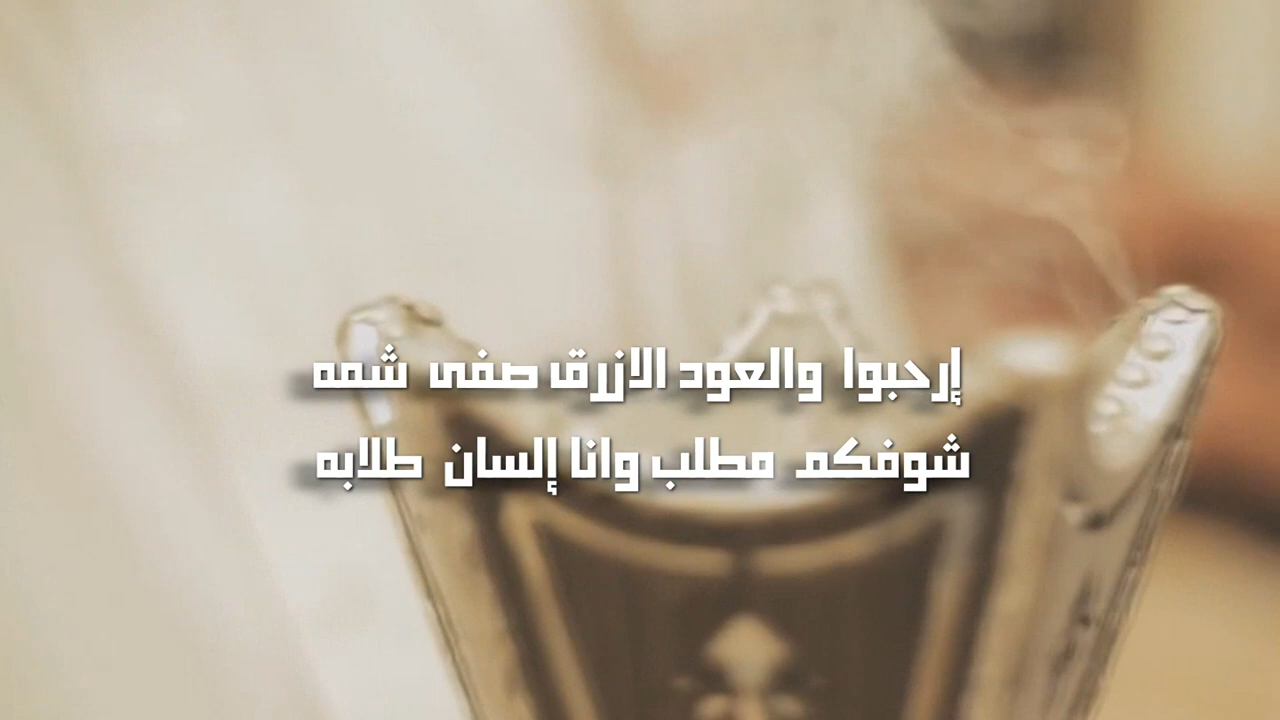 إرحبوا والعود الازرق صفى شمه
شوفكم مطلب وانا إلسان طلابه